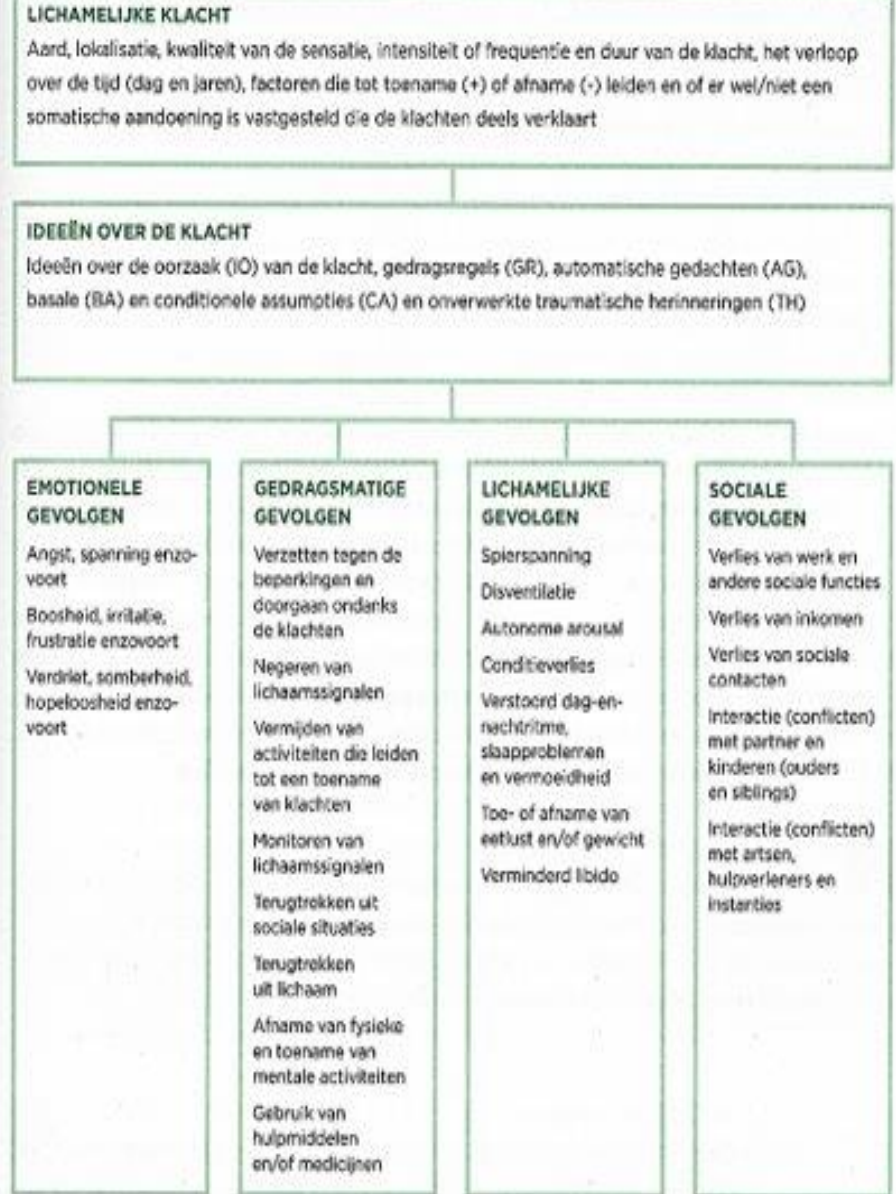 LICHAMELIJKE KLACHT
Aard, lokalisatie, kwaliteit van de sensatie, intensiteit of frequentie en duur van de klacht, het verloop
over de tijd (dag en jaren), factoren die tot toename (+) of afname (-) leiden en of er wel/niet een
somatische aandoening is vastgesteld die de klachten deels verklaart
IDEEËN OVER DE KLACHT
Ideeën over de oorzaak (IO) van de klacht, gedragsregels (GR), automatische gedachten (AG),
basale (BA) en conditionele assumpties (CA) en onverwerkte traumatische herinneringen (TH)
EMOTIONELE
GEVOLGEN
Angst, spanning enzo-
voort
Boosheid, irritatie,
frustratie enzovoort
Verdriet, somberheid,
hopeloosheid enzo-
voort
GEDRAGSMATIGE
GEVOLGEN
Verzetten tegen de
beperkingen en
doorgaan ondanks
de klachten
Negeren van
lichaamssignalen
Vermijden van
activiteiten die leiden
tot een toename
van klachten
Monitoren van
lichaamssignalen
Terugtrekken uit
sociale situaties
Terugtrekken
uit lichaam
Afname van fysieke
en toename van
mentale activiteiten
Gebruik van
hulpmiddelen
en/of medicijnen
LICHAMELIJKE
GEVOLGEN
Spierspanning
Disventilatie
Autonome arousal
Conditieverlies
Verstoord dag-en-
nachtritme,
slaapproblemen
en vermoeidheid
Toe- of afname van
eetlust en/of gewicht
Verminderd libido
SOCIALE
GEVOLGEN
Verlies van werk en
andere sociale functies
Verlies van inkomen
Verlies van sociale
contacten
Interactie (conflicten)
met partner en
kinderen (ouders
en siblings)
Interactie (conflicten)
met artsen,
hulpverleners en
instanties